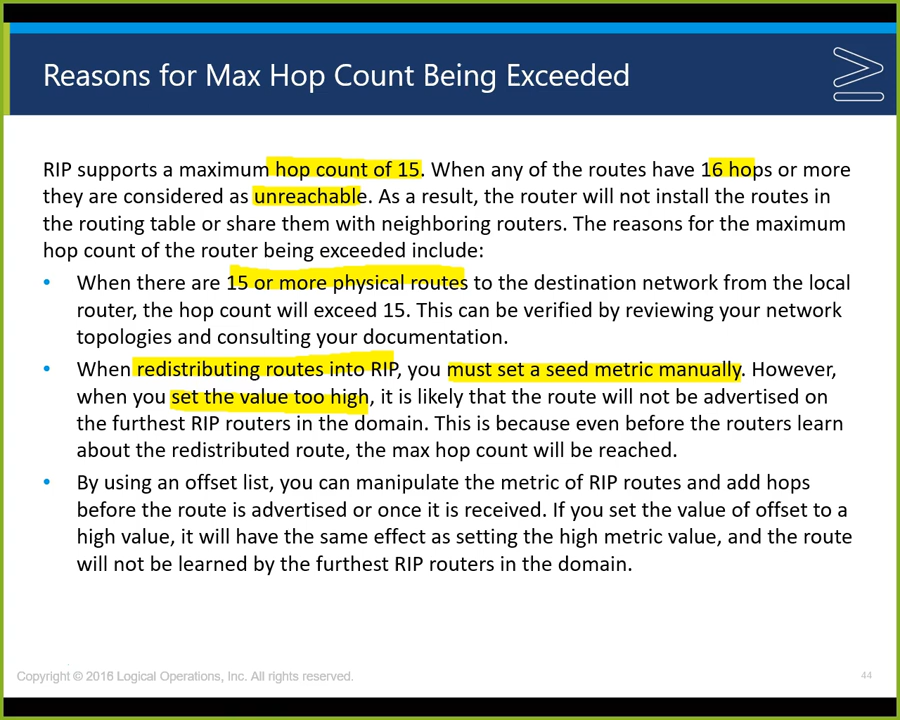 Reasons for Max Hop Count Being Exceeded
RIP supports a maximum hop count of 15. When any of the routes have 16 hops or more
they are considered as unreachable. As a result, the router will not install the routes in
the routing table or share them with neighboring routers. The reasons for the maximum
hop count of the router being exceeded include:
• When there are 15 or more physical routes to the destination network from the local
router, the hop count will exceed 15. This can be verified by reviewing your network
topologies and consulting your documentation.
• When redistributing routes into RIP, you must set a seed metric manually. However,
when you set the value too high, it is likely that the route will not be advertised on
the furthest RIP routers in the domain. This is because even before the routers learn
about the redistributed route, the max hop count will be reached.
• By using an offset list, you can manipulate the metric of RIP routes and add hops
before the route is advertised or once it is received. If you set the value of offset to a
high value, it will have the same effect as setting the high metric value, and the route
will not be learned by the furthest RIP routers in the domain.
Copyright © 2016 Logical Operations, Inc. All rights reserved.
44